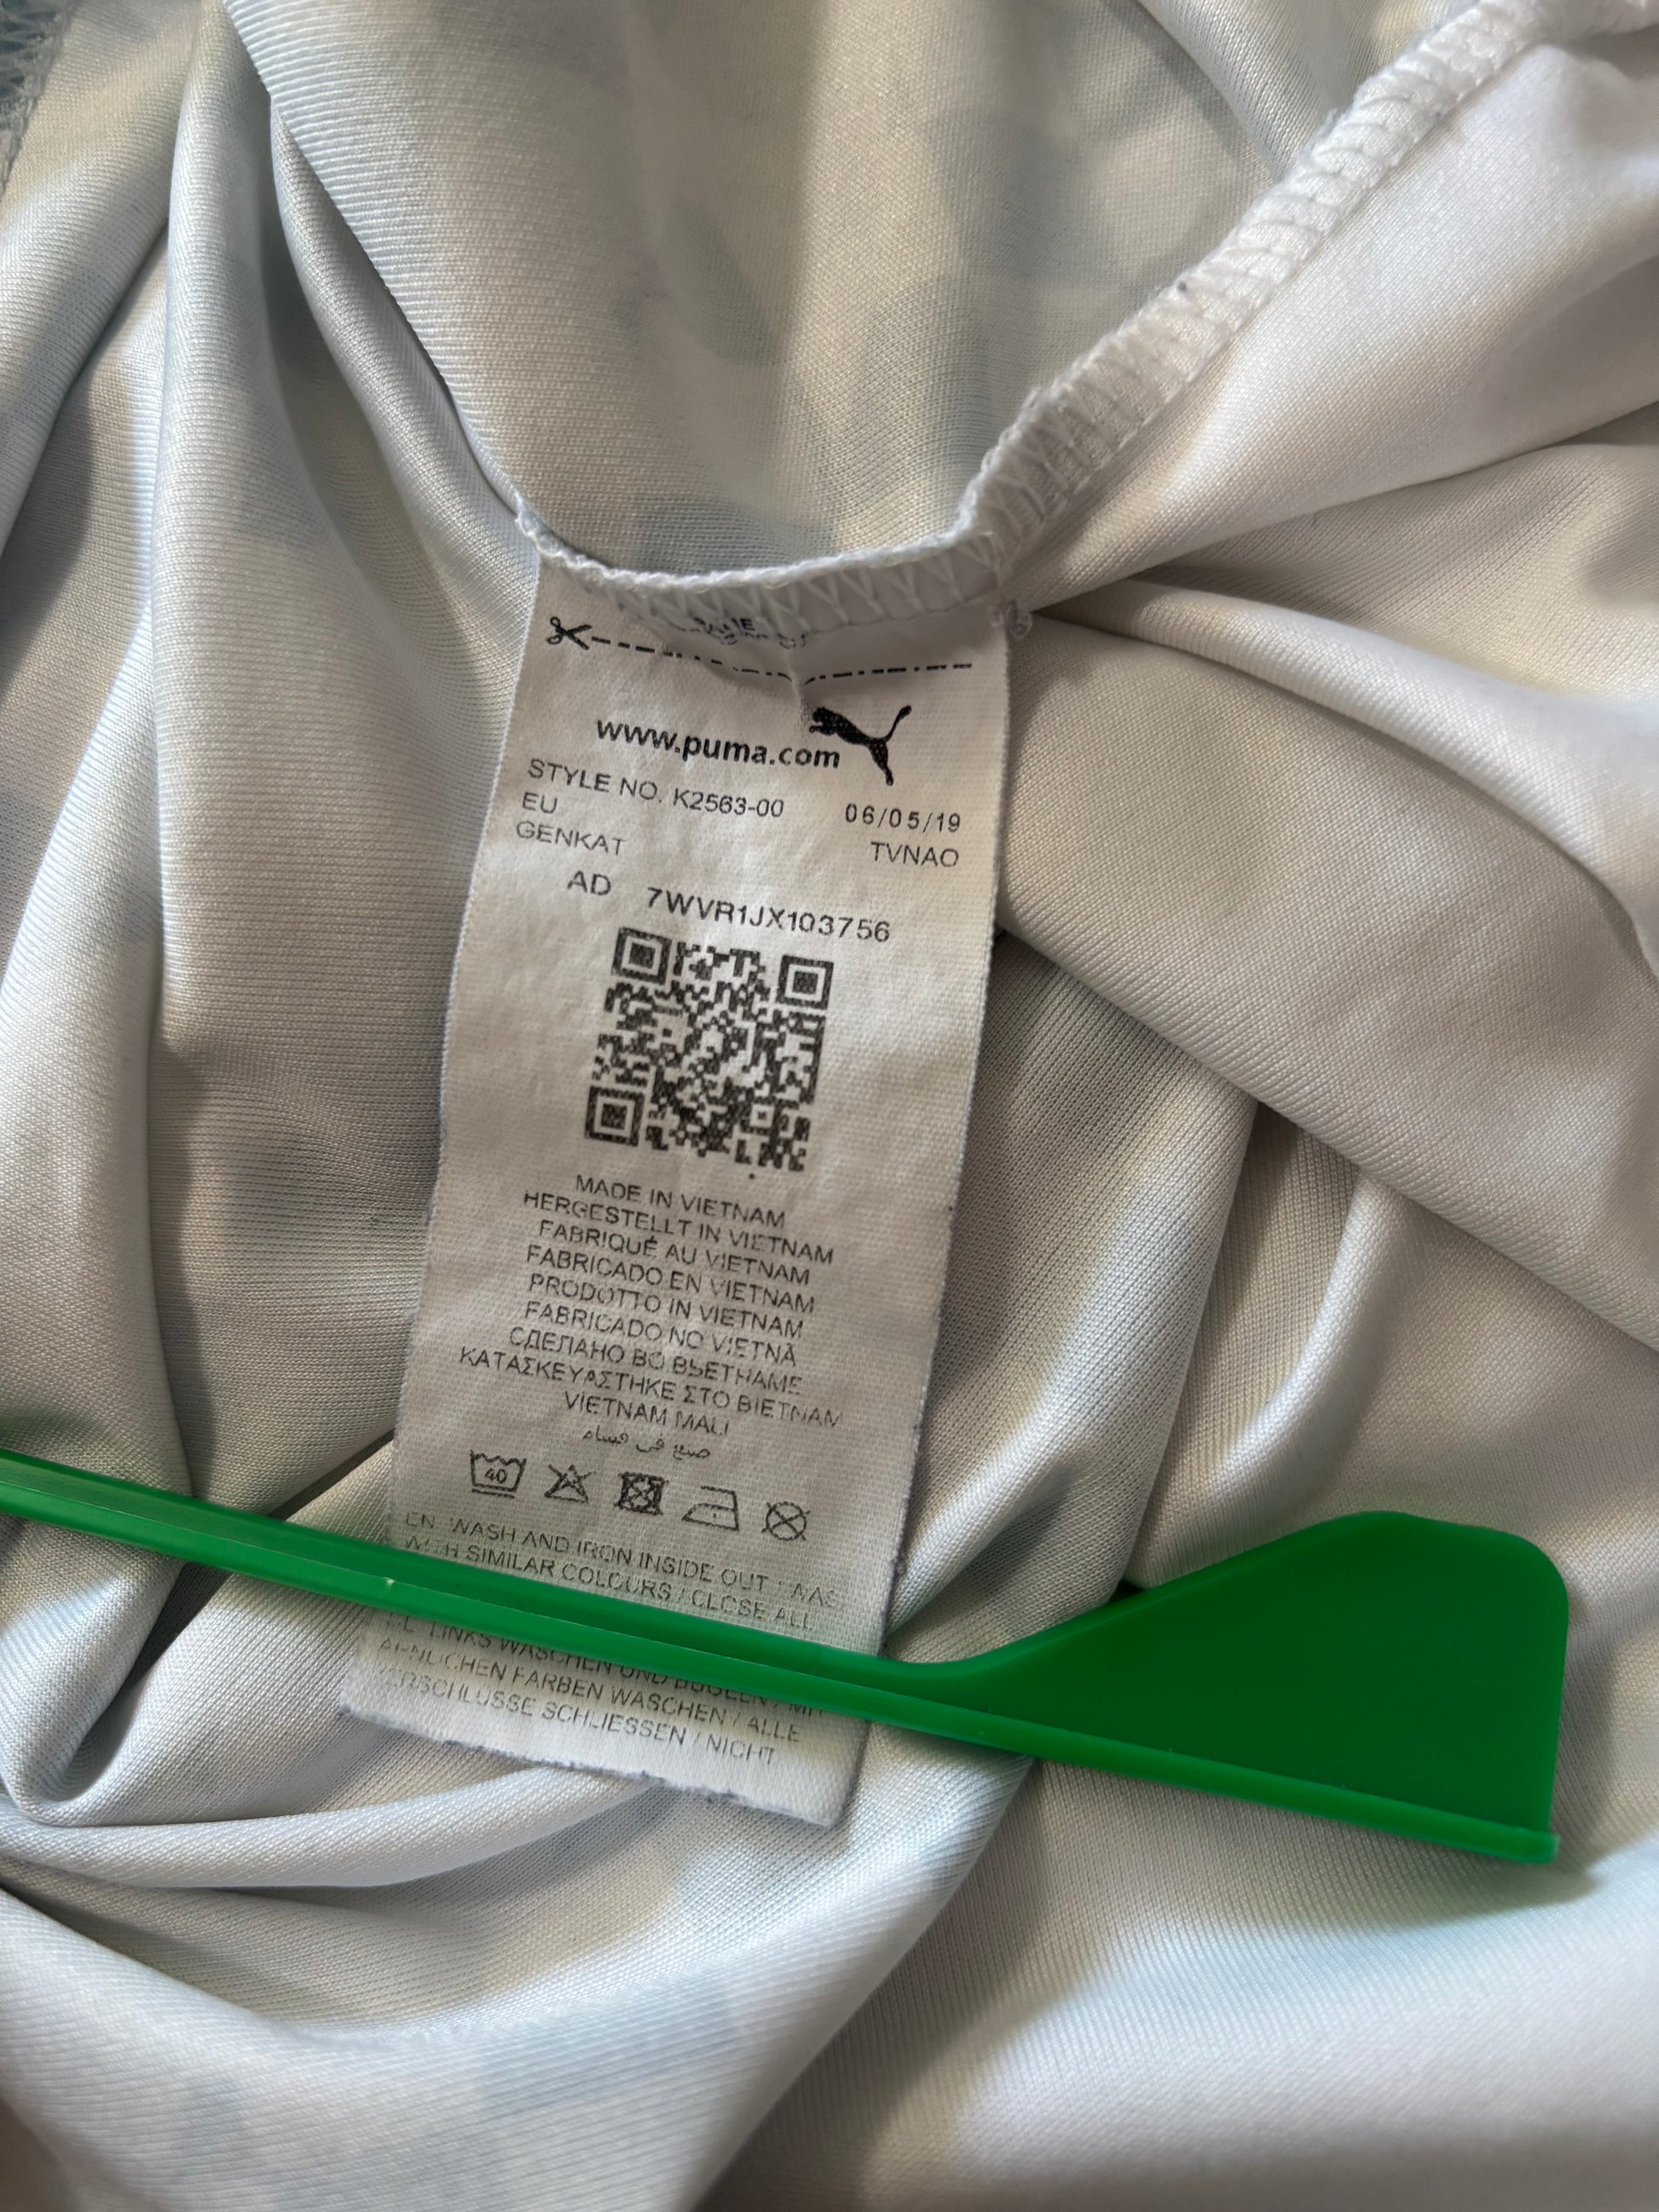 www.puma.com
STYLE NO. K2563-00 06/05/19
EU
GENKAT TVNAO
AD 7WVR1JX103756
MADE IN VIETNAM
HERGESTELLT IN VIETNAM
FABRIQUÉ AU VIETNAM
FABRICADO EN VIETNAM
PRODOTTO IN VIETNAM
FABRICADO NO VIETNÃ
СДЕЛАНО ВО ВЬЕТНАМЕ
ΚΑΤΑΣΚΕΥΑΣΤΗΚΕ ΣΤΟ ΒΙΕΤΝΑΜ
VIETNAM MALI
صنع في فيتنام
40
EN WASH AND IRON INSIDE OUT /
WITH SIMILAR COLOURS / CLOSE ALL
LINKS WASCHEN UND BÜGELN / MIT
ÄHNLICHEN FARBEN WASCHEN / ALLE
VERSCHLÜSSE SCHLIESSEN / NICHT